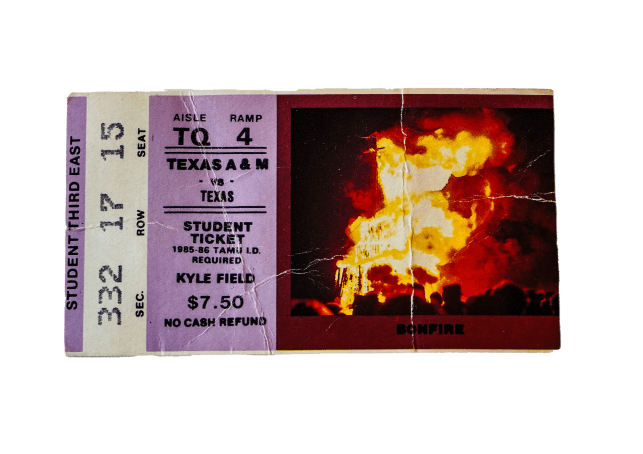 STUDENT THIRD EAST
332 17 15
SEC. ROW SEAT
AISLE RAMP
TQ 4
TEXAS A & M
- vs -
TEXAS
STUDENT
TICKET
1985-86 TAMU I.D.
REQUIRED
KYLE FIELD
$7.50
NO CASH REFUND
BONFIRE